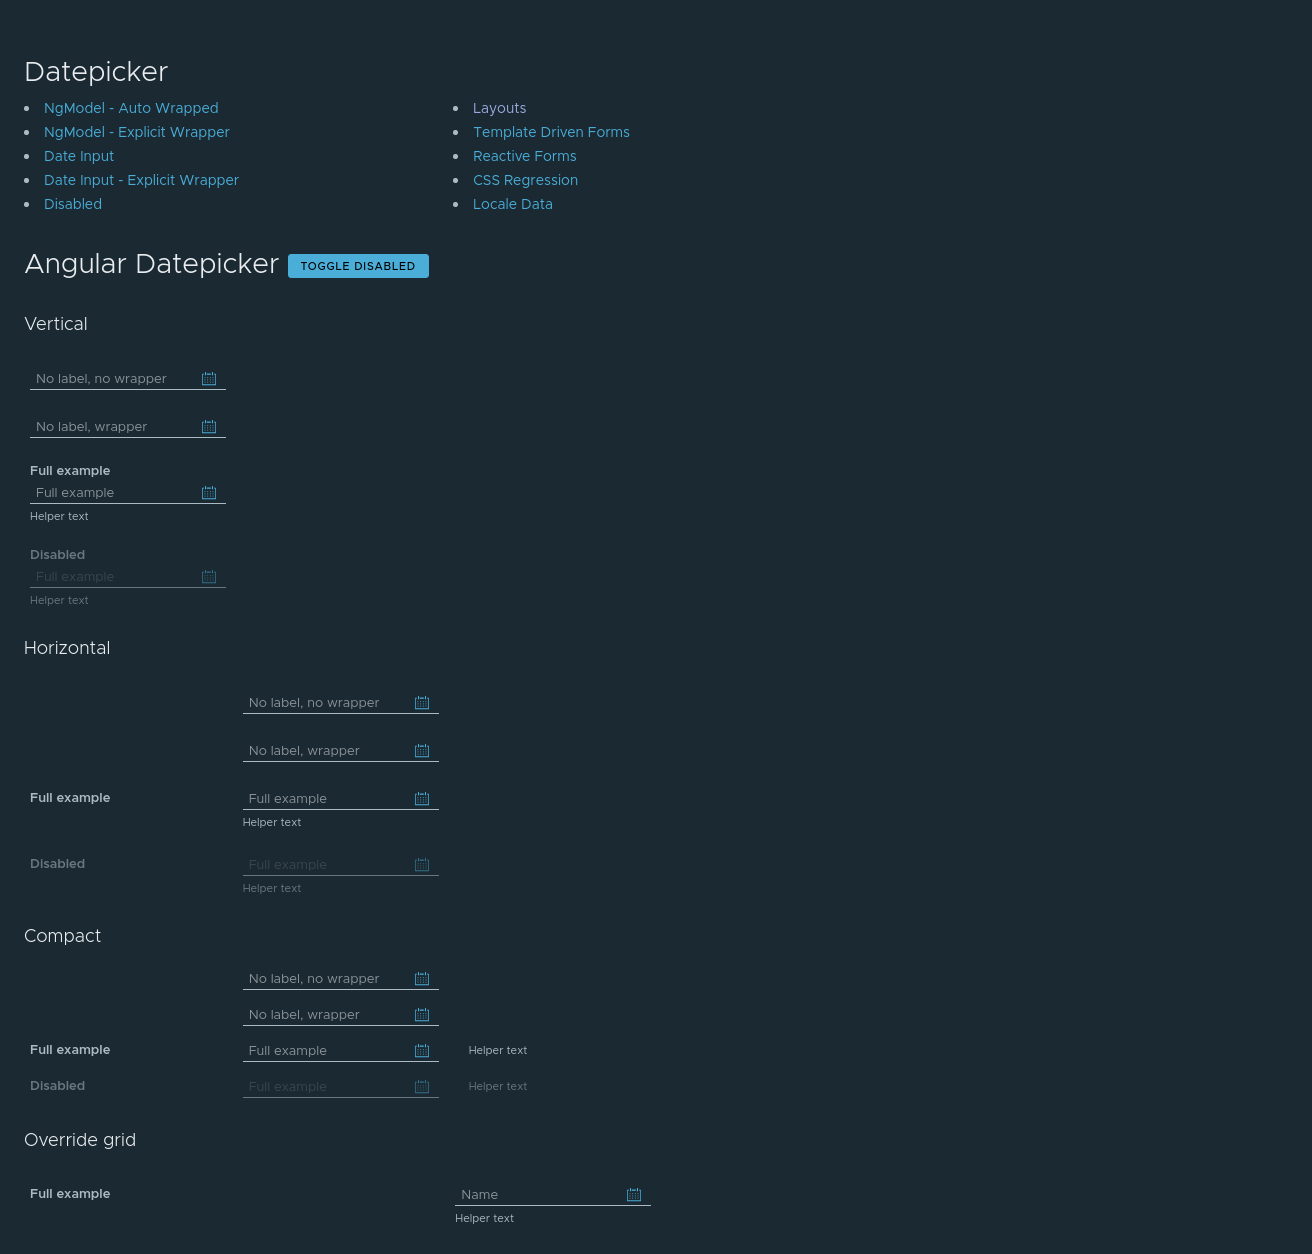 Datepicker
NgModel - Auto Wrapped
NgModel - Explicit Wrapper
Date Input
Date Input - Explicit Wrapper
Disabled
Layouts
Template Driven Forms
Reactive Forms
CSS Regression
Locale Data
Angular Datepicker TOGGLE DISABLED
Vertical
No label, no wrapper
No label, wrapper
Full example
Full example
Helper text
Disabled
Full example
Helper text
Horizontal
No label, no wrapper
No label, wrapper
Full example Full example
Helper text
Disabled Full example
Helper text
Compact
No label, no wrapper
No label, wrapper
Full example Full example Helper text
Disabled Full example Helper text
Override grid
Full example Name
Helper text